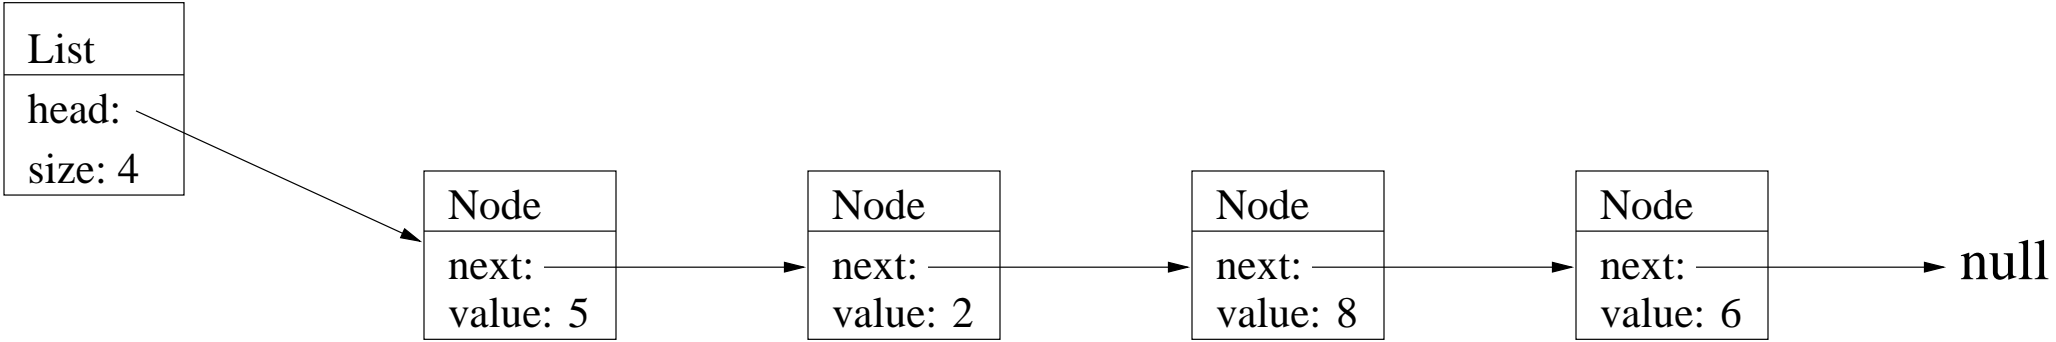 List
head:
size: 4
Node
next:
value: 5
Node
next:
value: 2
Node
next:
value: 8
Node
next:
value: 6
null